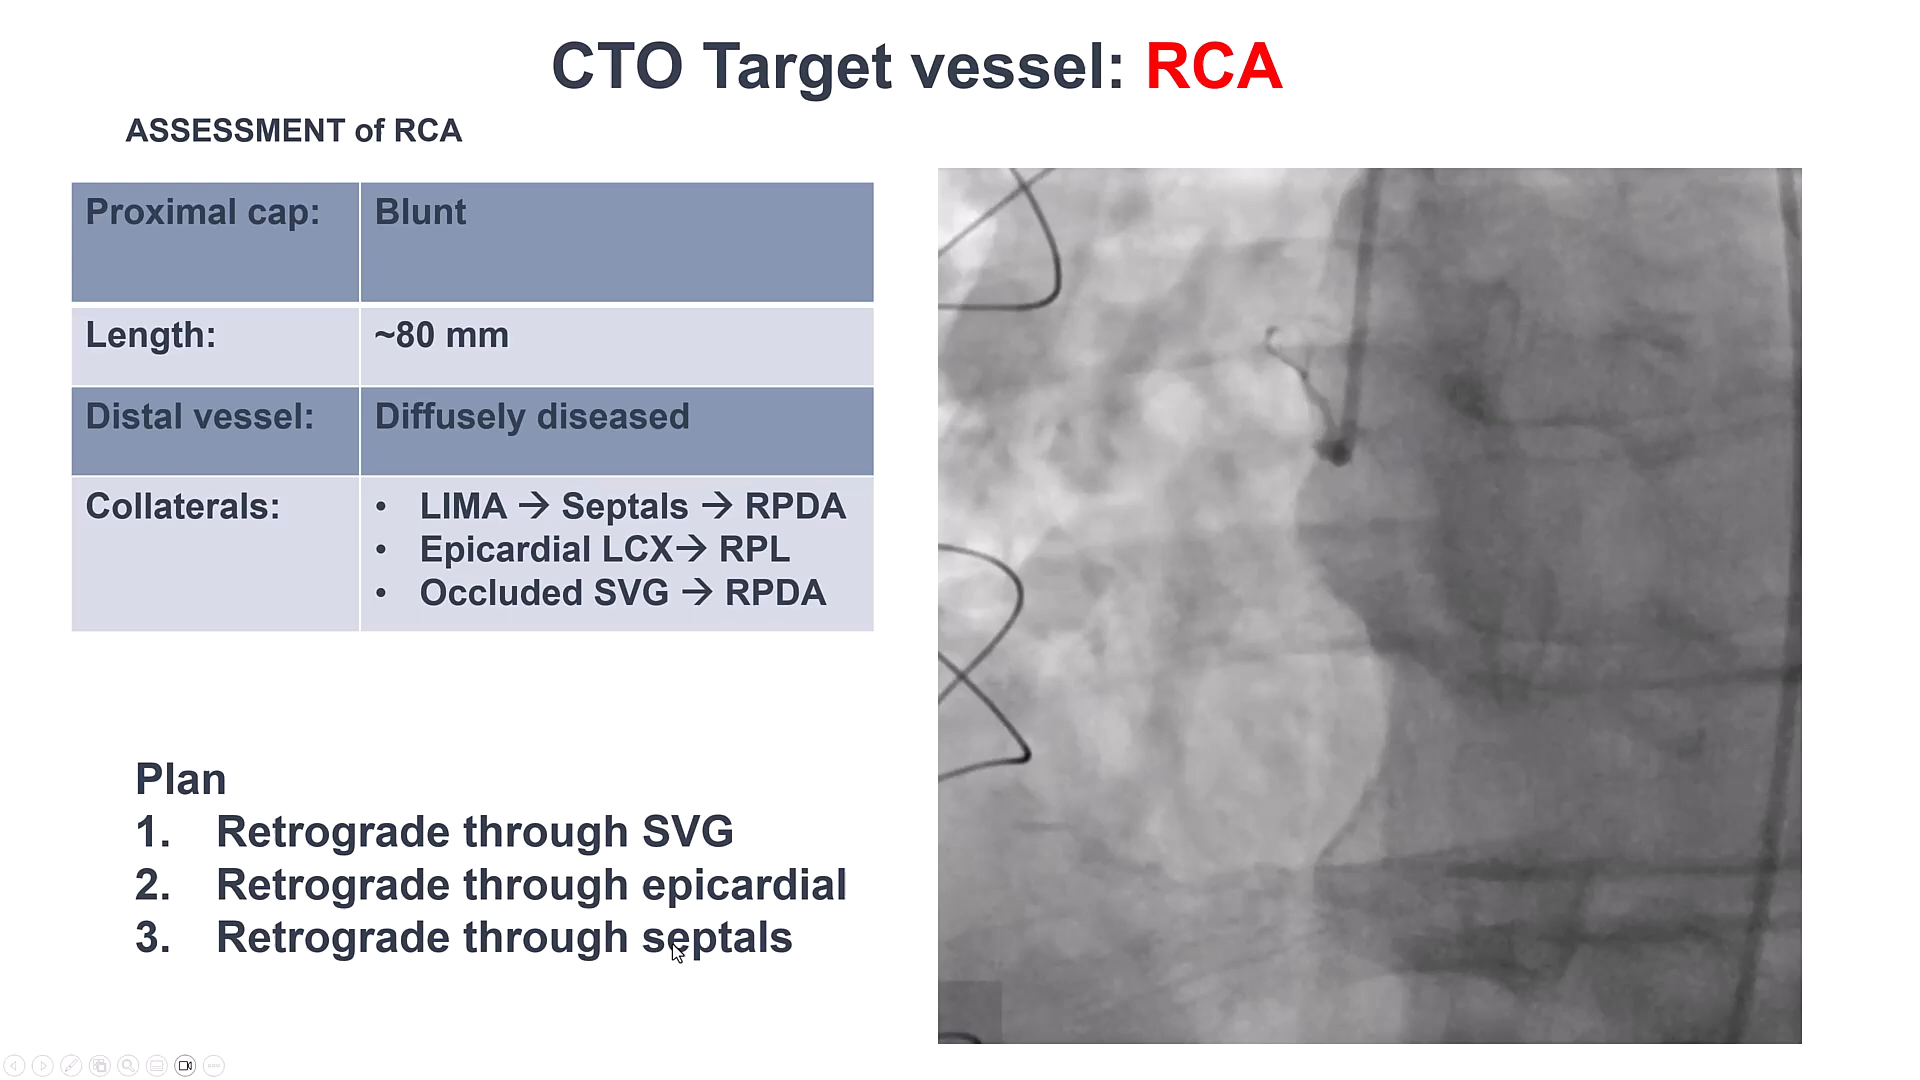 CTO Target vessel: RCA
ASSESSMENT of RCA
Proximal cap: Blunt
Length: ~80 mm
Distal vessel: Diffusely diseased
Collaterals: • LIMA → Septals → RPDA
• Epicardial LCX→ RPL
• Occluded SVG → RPDA
Plan
1. Retrograde through SVG
2. Retrograde through epicardial
3. Retrograde through septals